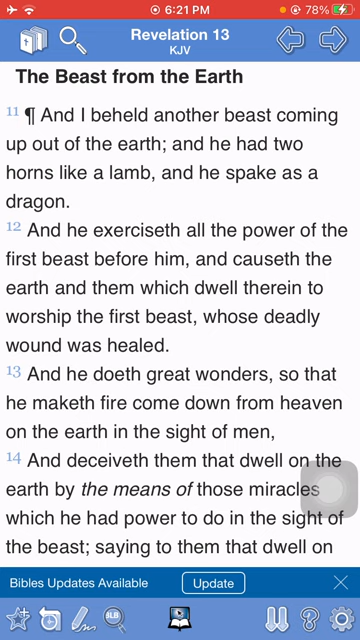 6:21 PM
78%
Revelation 13
KJV
The Beast from the Earth
11 ¶ And I beheld another beast coming
up out of the earth; and he had two
horns like a lamb, and he spake as a
dragon.
12 And he exerciseth all the power of the
first beast before him, and causeth the
earth and them which dwell therein to
worship the first beast, whose deadly
wound was healed.
13 And he doeth great wonders, so that
he maketh fire come down from heaven
on the earth in the sight of men,
14 And deceiveth them that dwell on the
earth by the means of those miracles
which he had power to do in the sight of
the beast; saying to them that dwell on
Bibles Updates Available
Update
BLB